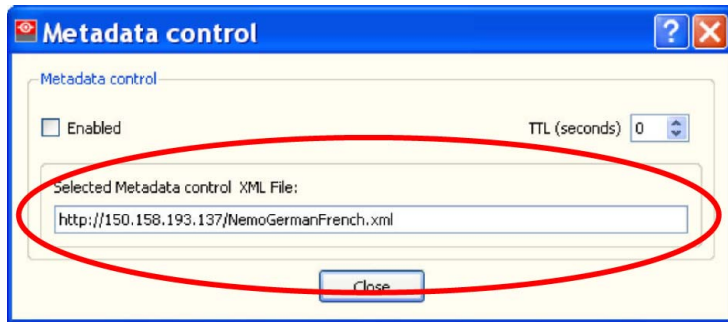 Metadata control
Metadata control
Enabled
TTL (seconds) 0
Selected Metadata control XML File:
http://150.158.193.137/NemoGermanFrench.xml
Close